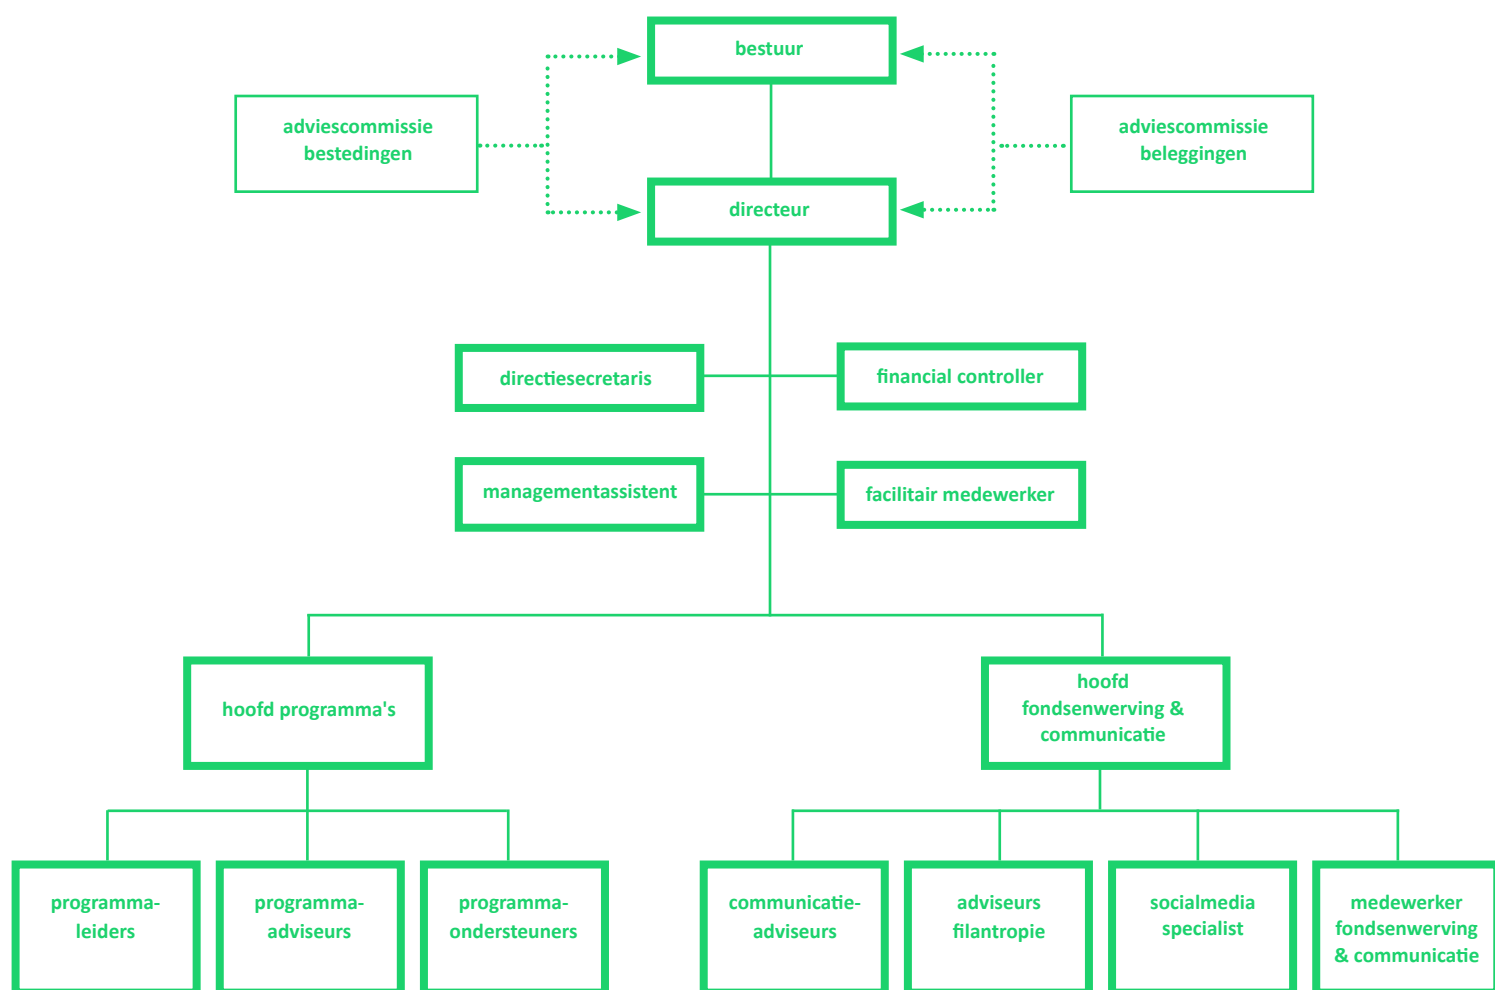 bestuur
adviescommissie
bestedingen
adviescommissie
beleggingen
directeur
directiesecretaris
financial controller
managementassistent
facilitair medewerker
hoofd programma's
hoofd
fondsenwerving &
communicatie
programma-
leiders
programma-
adviseurs
programma-
ondersteuners
communicatie-
adviseurs
adviseurs
filantropie
socialmedia
specialist
medewerker
fondsenwerving
& communicatie